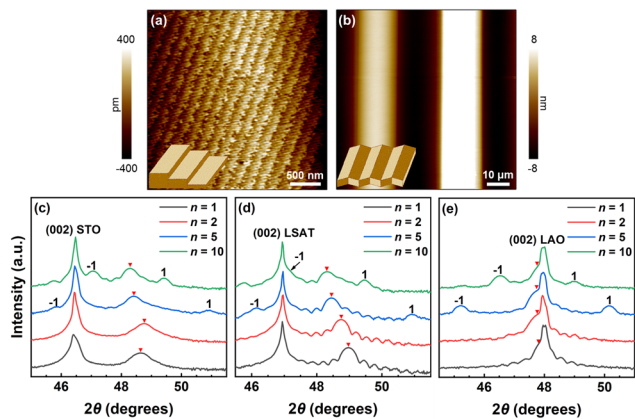 (a)
(b)
400
pm
-400
500 nm
10 µm
8
nm
-8
(c)
n = 1
n = 2
n = 5
n = 10
(002) STO
-1
1
-1
1
(d)
n = 1
n = 2
n = 5
n = 10
(002) LSAT
-1
1
-1
1
(e)
n = 1
n = 2
n = 5
n = 10
(002) LAO
-1
1
-1
1
Intensity (a.u.)
46 48 50
46 48 50
46 48 50
2θ (degrees)
2θ (degrees)
2θ (degrees)